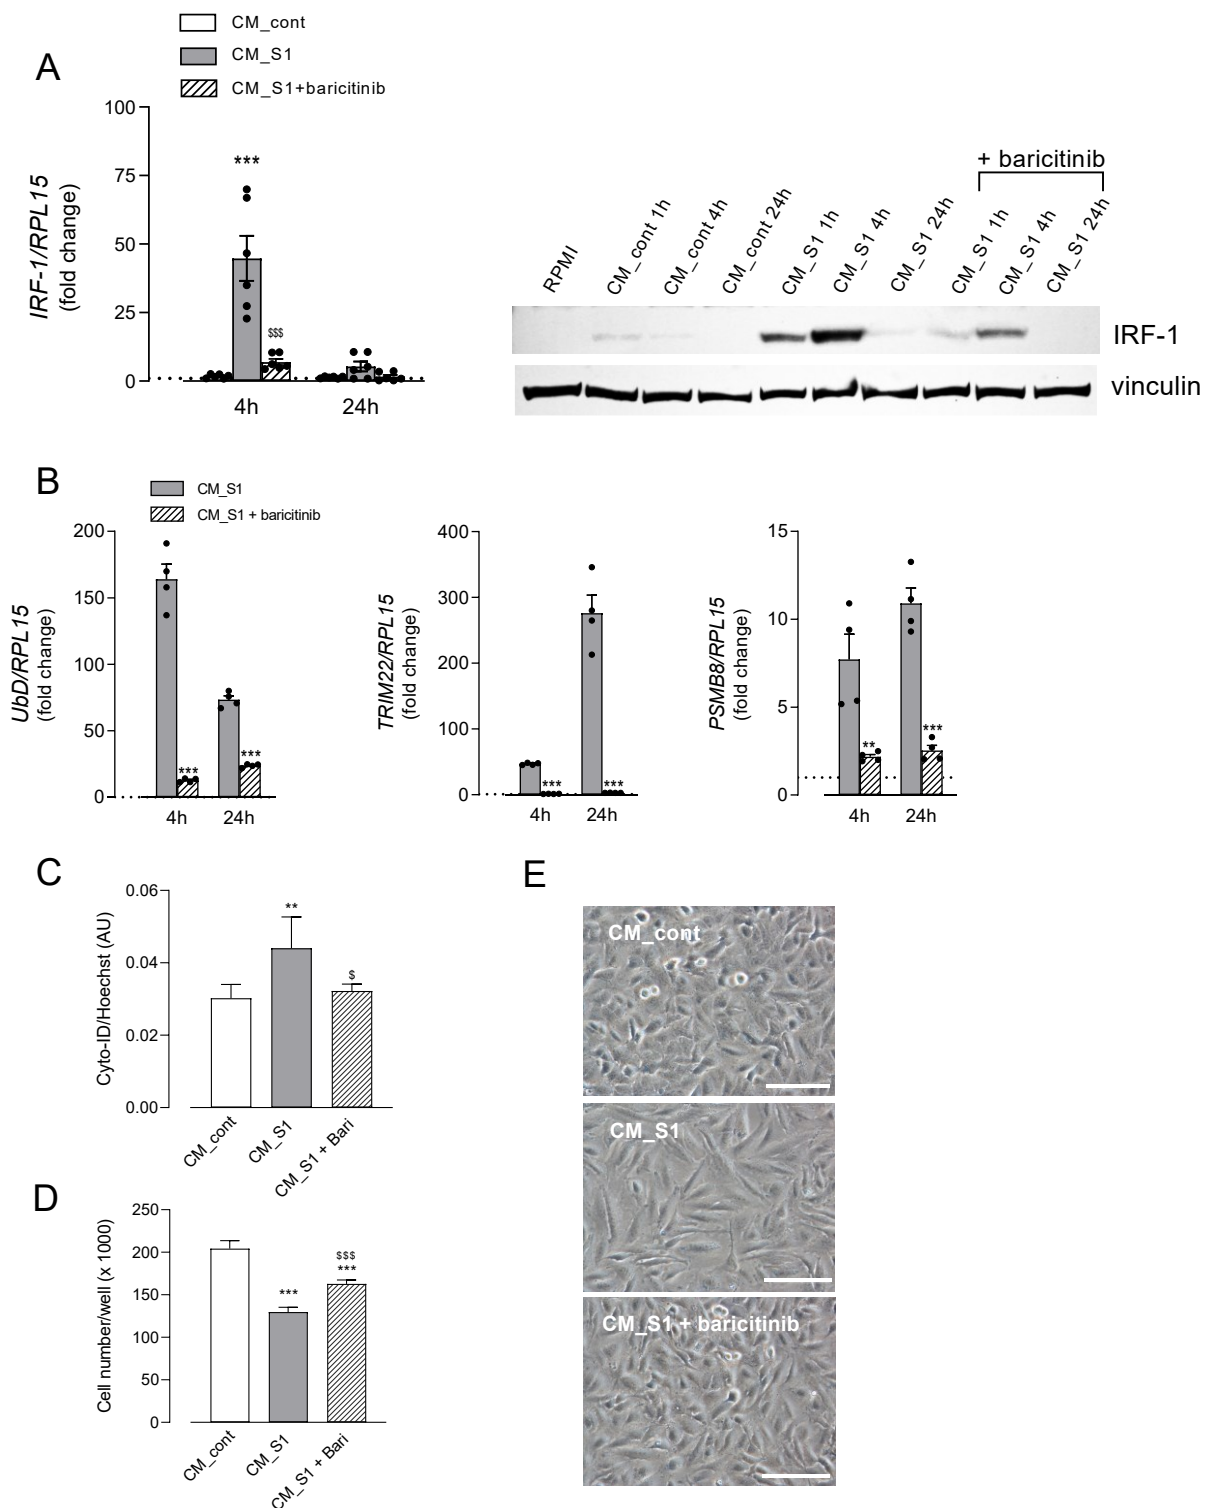 CM_cont
CM_S1
CM_S1+baricitinib
A
100
75
50
25
0
IRF-1/RPL15
(fold change)
***
$$$
4h
24h
+ baricitinib
RPMI
CM_cont 1h
CM_cont 4h
CM_cont 24h
CM_S1 1h
CM_S1 4h
CM_S1 24h
CM_S1 1h
CM_S1 4h
CM_S1 24h
IRF-1
vinculin
B
CM_S1
CM_S1 + baricitinib
200
150
100
50
0
UbD/RPL15
(fold change)
***
***
4h
24h
400
300
200
100
0
TRIM22/RPL15
(fold change)
***
***
4h
24h
15
10
5
0
PSMB8/RPL15
(fold change)
**
***
4h
24h
C
0.06
0.04
0.02
0.00
Cyto-ID/Hoechst (AU)
**
$
CM_cont
CM_S1
CM_S1 + Bari
D
250
200
150
100
50
0
Cell number/well (x 1000)
***
$$$
***
CM_cont
CM_S1
CM_S1 + Bari
E
CM_cont
CM_S1
CM_S1 + baricitinib